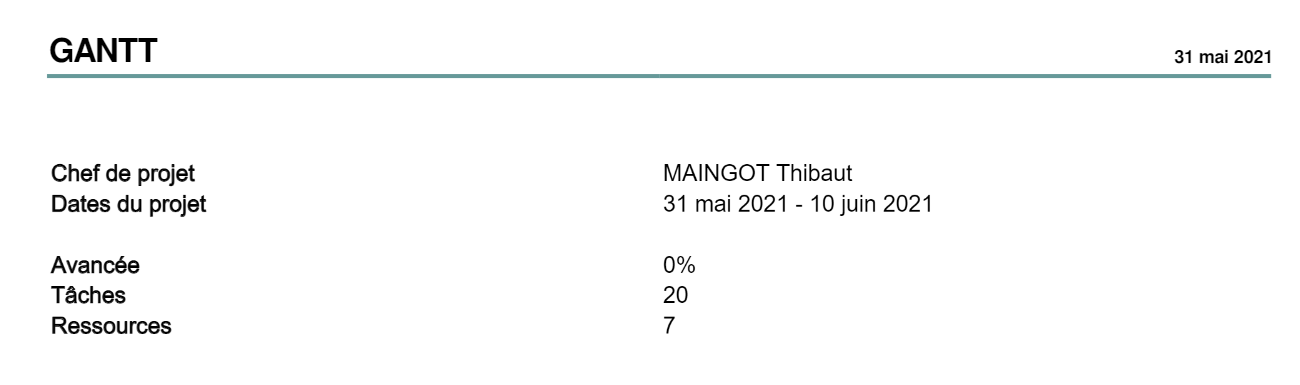 GANTT
31 mai 2021
Chef de projet MAINGOT Thibaut
Dates du projet 31 mai 2021 - 10 juin 2021
Avancée 0%
Tâches 20
Ressources 7